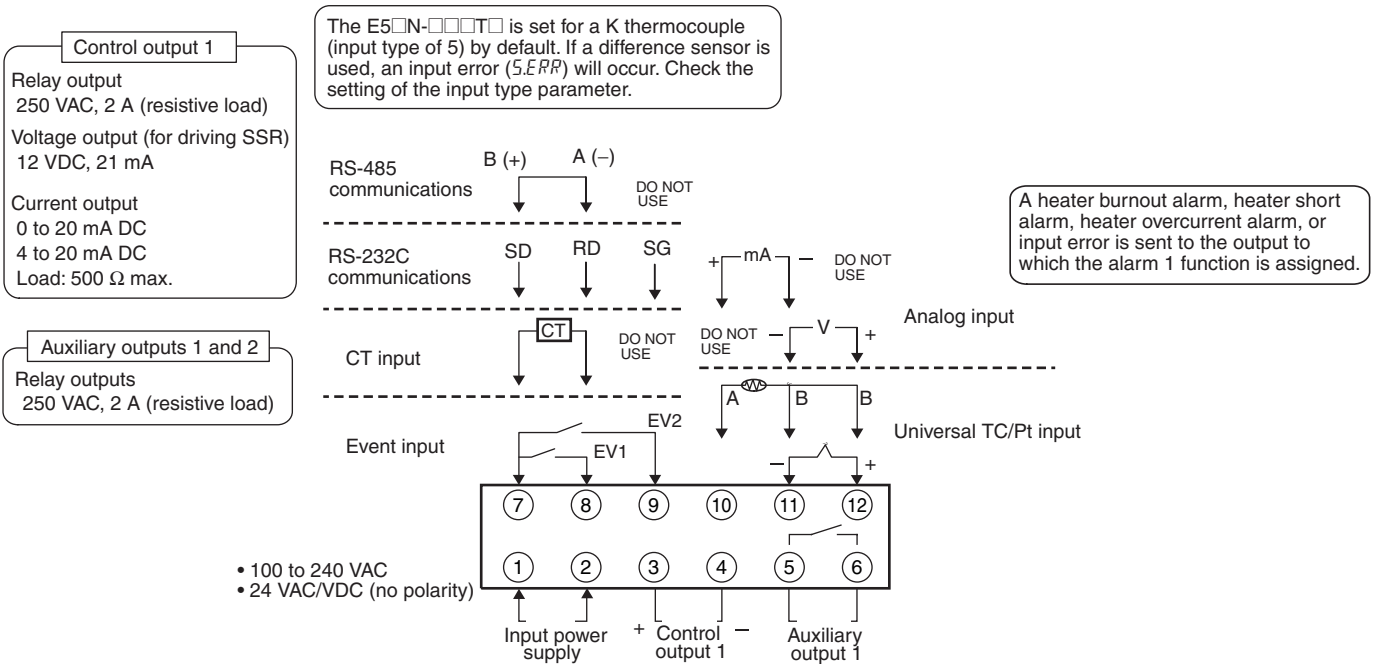 Control output 1
Relay output
250 VAC, 2 A (resistive load)
Voltage output (for driving SSR)
12 VDC, 21 mA
Current output
0 to 20 mA DC
4 to 20 mA DC
Load: 500 Ω max.
Auxiliary outputs 1 and 2
Relay outputs
250 VAC, 2 A (resistive load)
The E5□N-□□□T□ is set for a K thermocouple
(input type of 5) by default. If a difference sensor is
used, an input error (S.ERR) will occur. Check the
setting of the input type parameter.
A heater burnout alarm, heater short
alarm, heater overcurrent alarm, or
input error is sent to the output to
which the alarm 1 function is assigned.
RS-485
communications
B (+) A (−)
DO NOT
USE
RS-232C
communications
SD RD SG
+ mA −
DO NOT
USE
CT input
CT
DO NOT
USE
DO NOT
USE
− V +
Analog input
A B B
Universal TC/Pt input
− +
Event input
EV2
EV1
7 8 9 10 11 12
1 2 3 4 5 6
• 100 to 240 VAC
• 24 VAC/VDC (no polarity)
Input power
supply
+ Control −
output 1
Auxiliary
output 1